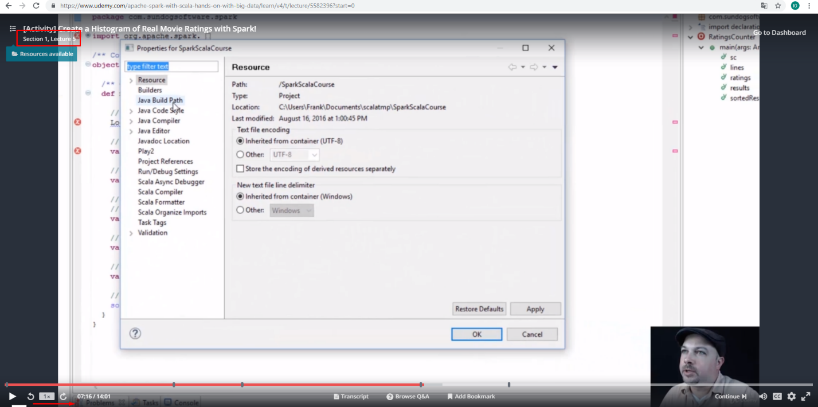 https://www.udemy.com/apache-spark-with-scala-hands-on-with-big-data/learn/v4/t/lecture/5582396?start=0
package com.sundogsoftware.spark
[Activity] Create a Histogram of Real Movie Ratings with Spark!
Section 1, Lecture 5
Go to Dashboard
Resources available
import org.apache.spark.
object
def
com.sundogsoftware.s
import declaration
RatingsCounter
main(args: Ar
sc
lines
ratings
results
sortedRes
Properties for SparkScalaCourse
type filter text
Resource
Builders
Java Build Path
Java Code Style
Java Compiler
Java Editor
Javadoc Location
Play2
Project References
Run/Debug Settings
Scala Async Debugger
Scala Compiler
Scala Formatter
Scala Organize Imports
Task Tags
Validation
Resource
Path: /SparkScalaCourse
Type: Project
Location: C:\Users\Frank\Documents\scalatmp\SparkScalaCourse
Last modified: August 16, 2016 at 1:00:45 PM
Text file encoding
Inherited from container (UTF-8)
Other: UTF-8
Store the encoding of derived resources separately
New text file line delimiter
Inherited from container (Windows)
Other: Windows
Restore Defaults
Apply
OK
Cancel
07:16 / 14:01
Transcript
Browse Q&A
Add Bookmark
Continue
Problems
Tasks
Console